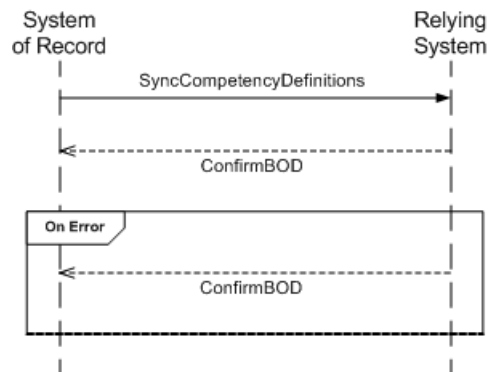 System
of Record
Relying
System
SyncCompetencyDefinitions
ConfirmBOD
On Error
ConfirmBOD